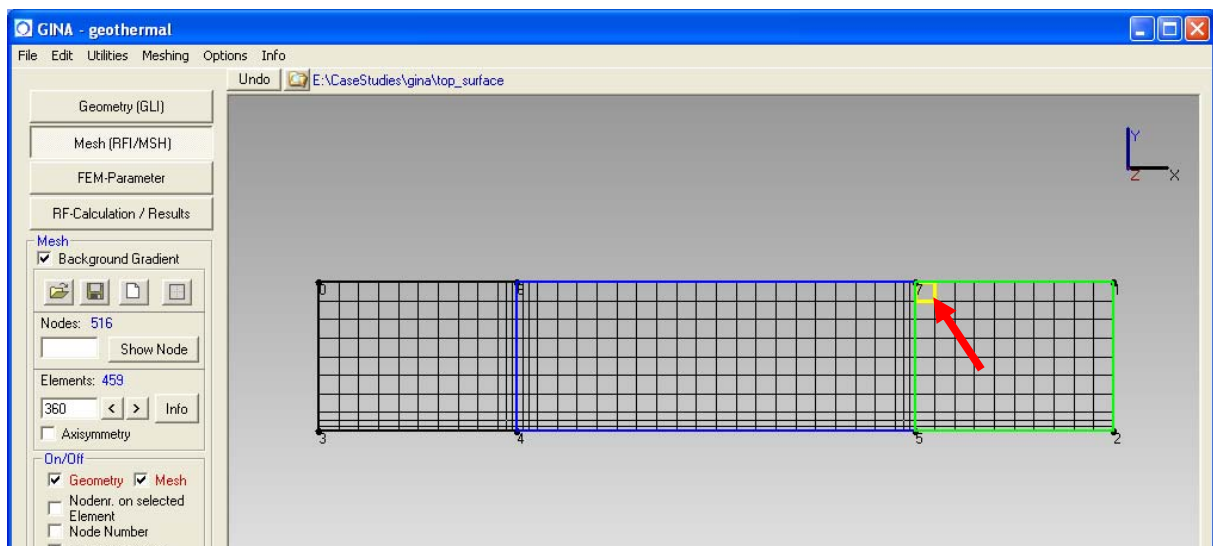 GINA - geothermal
File Edit Utilities Meshing Options Info
Undo E:\CaseStudies\gina\top_surface
Geometry (GLI)
Mesh (RFI/MSH)
FEM-Parameter
RF-Calculation / Results
Mesh
Background Gradient
Nodes: 516
Show Node
Elements: 459
360 < > Info
Axisymmetry
On/Off
Geometry Mesh
Nodenr. on selected
Element
Node Number
Y
Z X
0 7 1
3 4 5 2